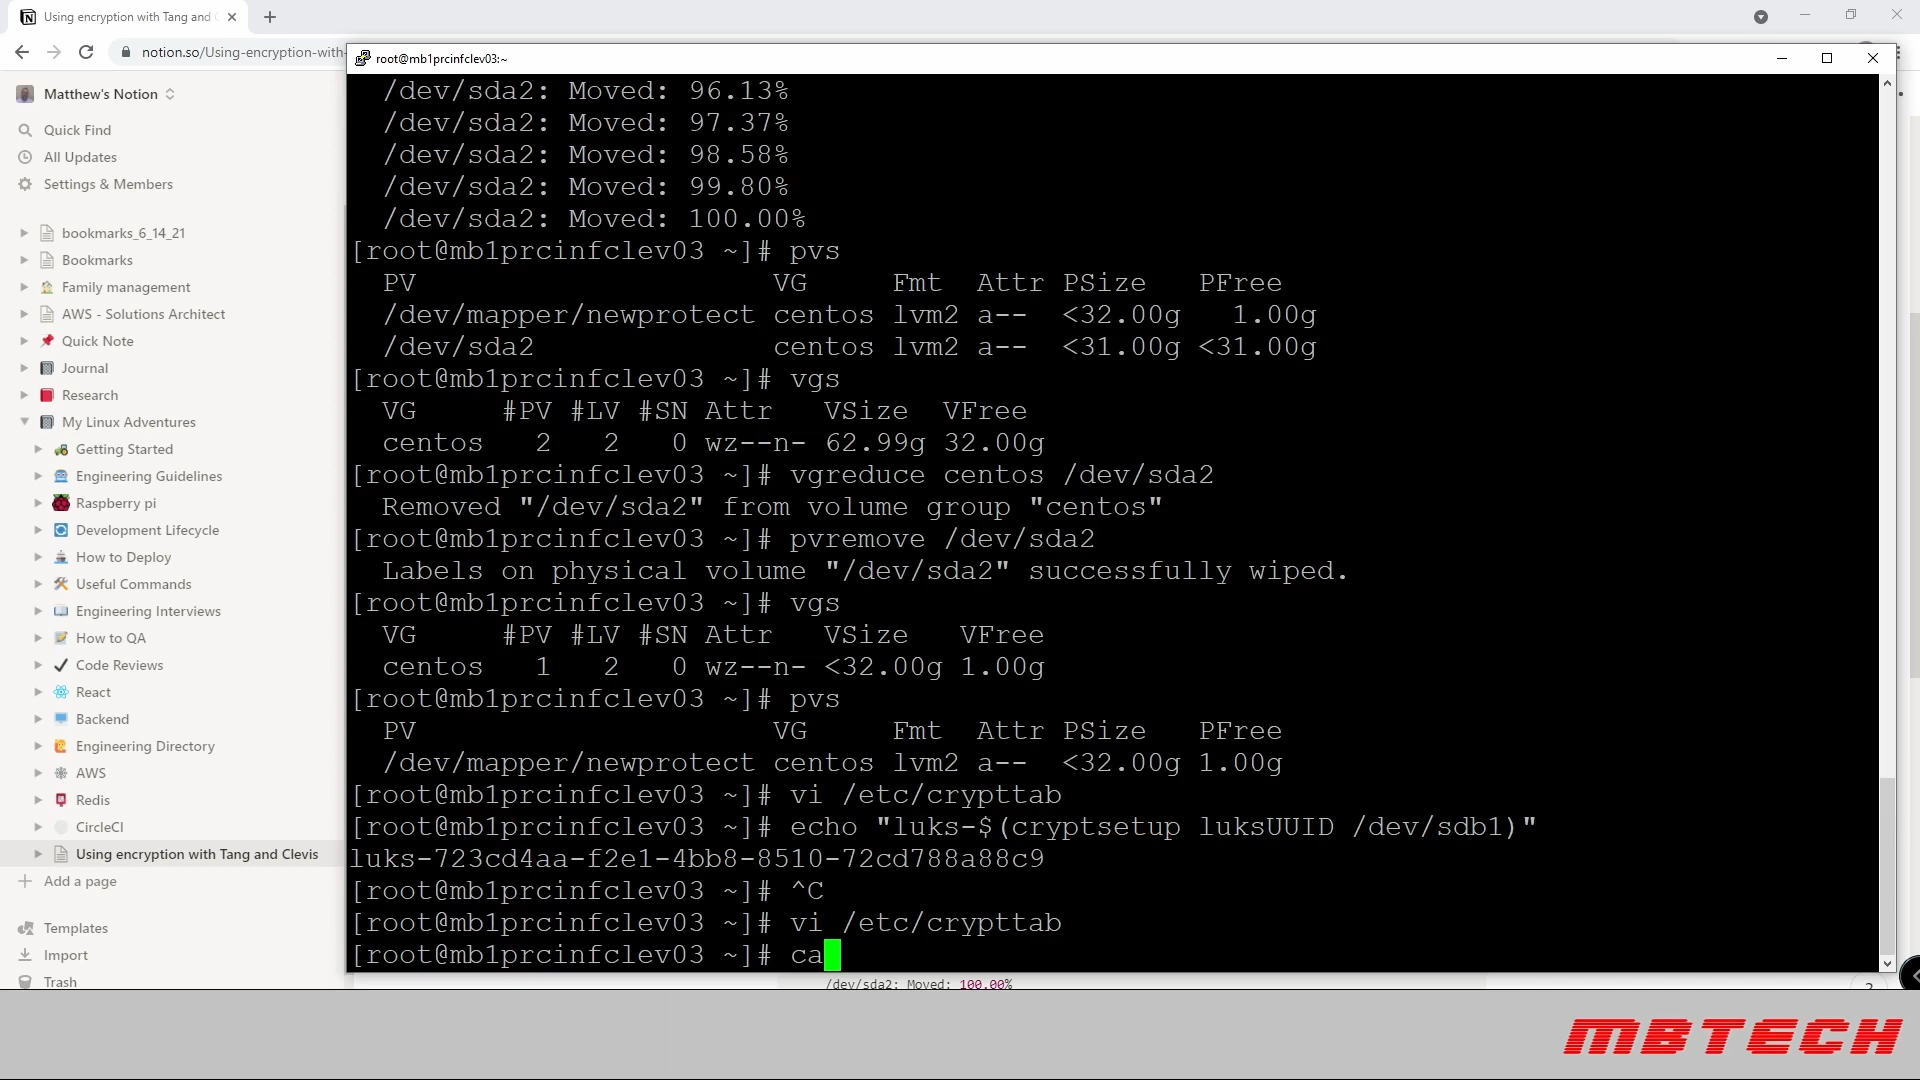 Using encryption with Tang and
notion.so/Using-encryption-with-
root@mb1prcinfclev03:~
Matthew's Notion
Quick Find
All Updates
Settings & Members
bookmarks_6_14_21
Bookmarks
Family management
AWS - Solutions Architect
Quick Note
Journal
Research
My Linux Adventures
Getting Started
Engineering Guidelines
Raspberry pi
Development Lifecycle
How to Deploy
Useful Commands
Engineering Interviews
How to QA
Code Reviews
React
Backend
Engineering Directory
AWS
Redis
CircleCI
Using encryption with Tang and Clevis
Add a page
Templates
Import
Trash
/dev/sda2: Moved: 96.13%
/dev/sda2: Moved: 97.37%
/dev/sda2: Moved: 98.58%
/dev/sda2: Moved: 99.80%
/dev/sda2: Moved: 100.00%
[root@mb1prcinfclev03 ~]# pvs
PV VG Fmt Attr PSize PFree
/dev/mapper/newprotect centos lvm2 a-- <32.00g 1.00g
/dev/sda2 centos lvm2 a-- <31.00g <31.00g
[root@mb1prcinfclev03 ~]# vgs
VG #PV #LV #SN Attr VSize VFree
centos 2 2 0 wz--n- 62.99g 32.00g
[root@mb1prcinfclev03 ~]# vgreduce centos /dev/sda2
Removed "/dev/sda2" from volume group "centos"
[root@mb1prcinfclev03 ~]# pvremove /dev/sda2
Labels on physical volume "/dev/sda2" successfully wiped.
[root@mb1prcinfclev03 ~]# vgs
VG #PV #LV #SN Attr VSize VFree
centos 1 2 0 wz--n- <32.00g 1.00g
[root@mb1prcinfclev03 ~]# pvs
PV VG Fmt Attr PSize PFree
/dev/mapper/newprotect centos lvm2 a-- <32.00g 1.00g
[root@mb1prcinfclev03 ~]# vi /etc/crypttab
[root@mb1prcinfclev03 ~]# echo "luks-$(cryptsetup luksUUID /dev/sdb1)"
luks-723cd4aa-f2e1-4bb8-8510-72cd788a88c9
[root@mb1prcinfclev03 ~]# ^C
[root@mb1prcinfclev03 ~]# vi /etc/crypttab
[root@mb1prcinfclev03 ~]# ca
/dev/sda2: Moved: 100.00%
MBTECH